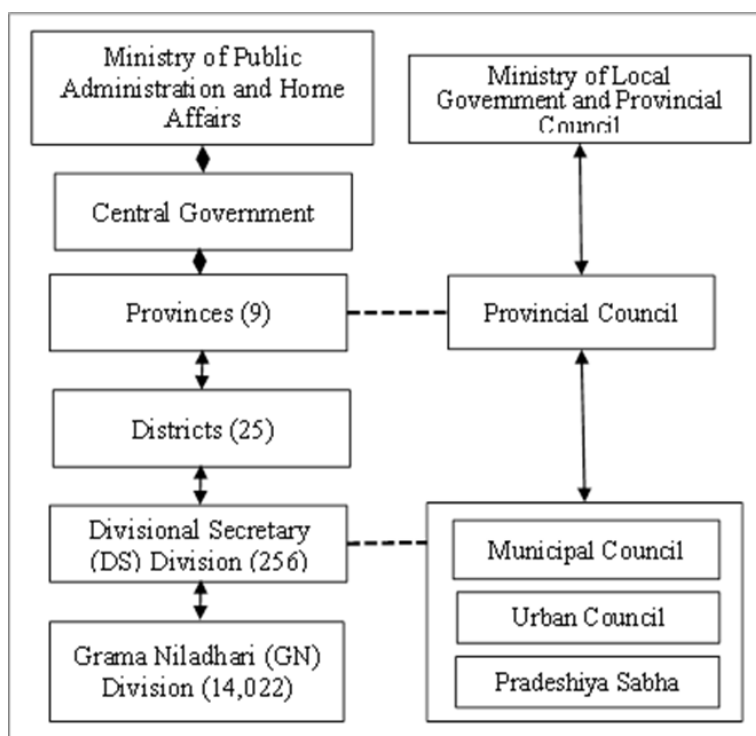 Ministry of Public
Administration and Home
Affairs
Central Government
Provinces (9)
Districts (25)
Divisional Secretary
(DS) Division (256)
Grama Niladhari (GN)
Division (14,022)
Ministry of Local
Government and Provincial
Council
Provincial Council
Municipal Council
Urban Council
Pradeshiya Sabha